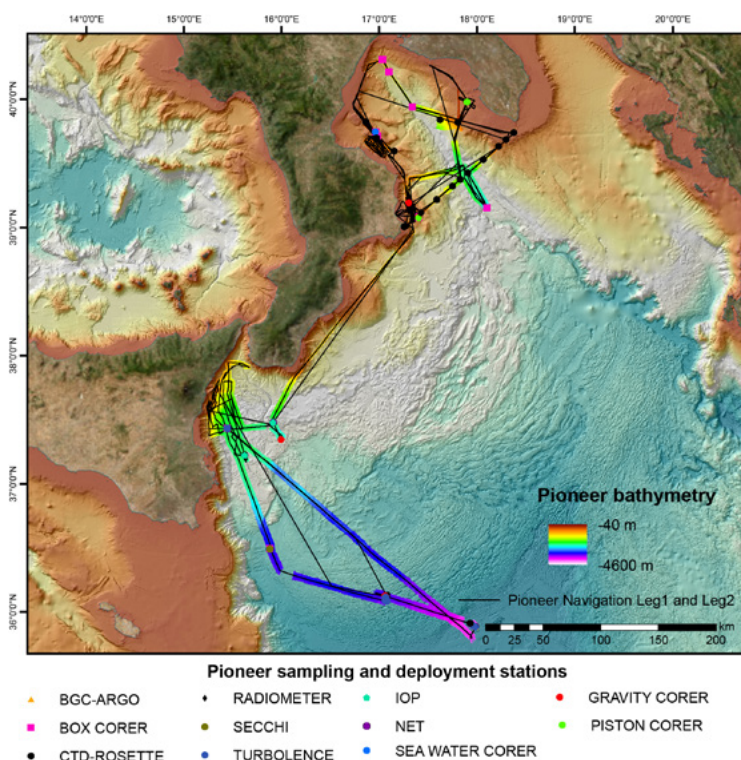 14°0'0"E 15°0'0"E 16°0'0"E 17°0'0"E 18°0'0"E 19°0'0"E 20°0'0"E
40°0'0"N
39°0'0"N
38°0'0"N
37°0'0"N
36°0'0"N
Pioneer bathymetry
-40 m
-4600 m
Pioneer Navigation Leg1 and Leg2
km
0 25 50 100 150 200
Pioneer sampling and deployment stations
BGC-ARGO RADIOMETER IOP GRAVITY CORER
BOX CORER SECCHI NET PISTON CORER
CTD-ROSETTE TURBOLENCE SEA WATER CORER